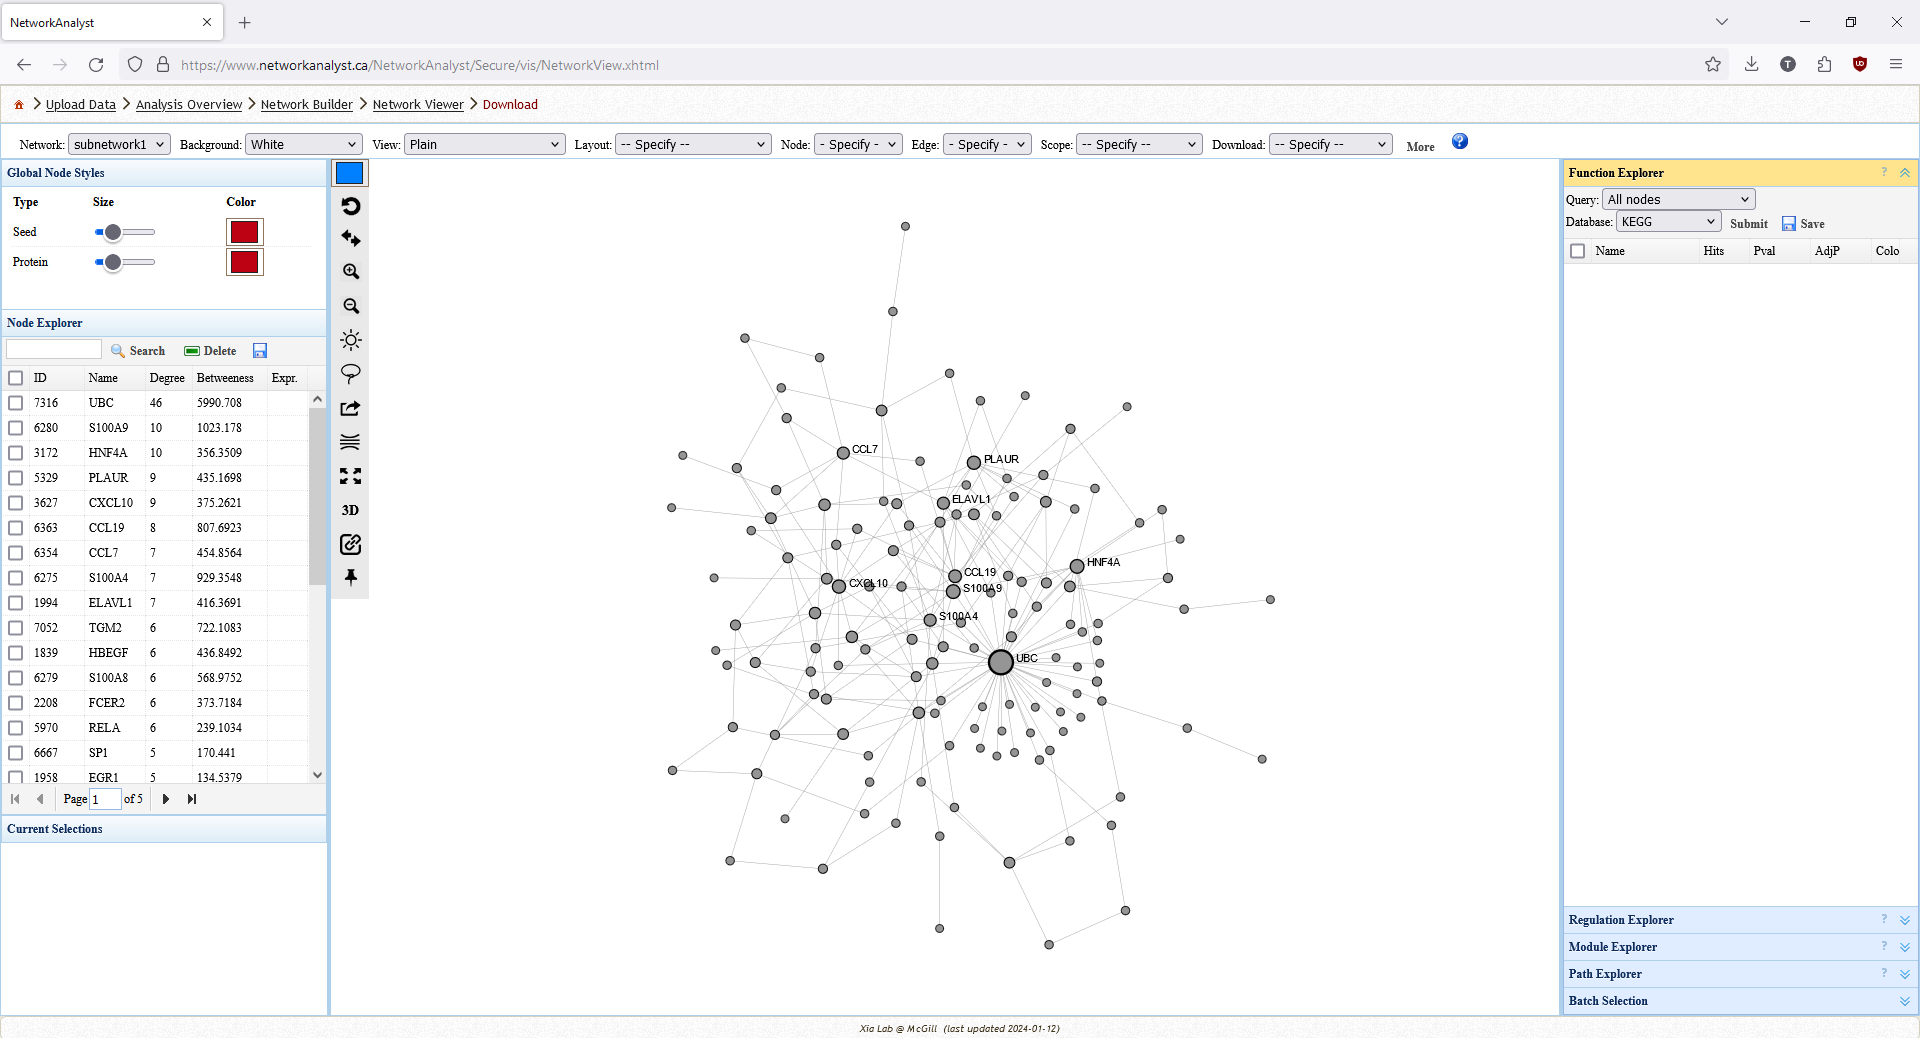 NetworkAnalyst
https://www.networkanalyst.ca/NetworkAnalyst/Secure/vis/NetworkView.xhtml
Upload Data Analysis Overview Network Builder Network Viewer Download
Network: subnetwork1 Background: White View: Plain Layout: -- Specify -- Node: - Specify - Edge: - Specify - Scope: -- Specify -- Download: -- Specify -- More ?
Global Node Styles
Type Size Color
Seed
Protein
Node Explorer
Search Delete
ID Name Degree Betweeness Expr.
7316 UBC 46 5990.708
6280 S100A9 10 1023.178
3172 HNF4A 10 356.3509
5329 PLAUR 9 435.1698
3627 CXCL10 9 375.2621
6363 CCL19 8 807.6923
6354 CCL7 7 454.8564
6275 S100A4 7 929.3548
1994 ELAVL1 7 416.3691
7052 TGM2 6 722.1083
1839 HBEGF 6 436.8492
6279 S100A8 6 568.9752
2208 FCER2 6 373.7184
5970 RELA 6 239.1034
6667 SP1 5 170.441
1958 EGR1 5 134.5379
Page 1 of 5
Current Selections
3D
CCL7
PLAUR
ELAVL1
HNF4A
CCL19
CXCL10
S100A9
S100A4
UBC
Function Explorer ?
Query: All nodes
Database: KEGG Submit Save
Name Hits Pval AdjP Colo
Regulation Explorer ?
Module Explorer ?
Path Explorer ?
Batch Selection
Xia Lab @ McGill (last updated 2024-01-12)